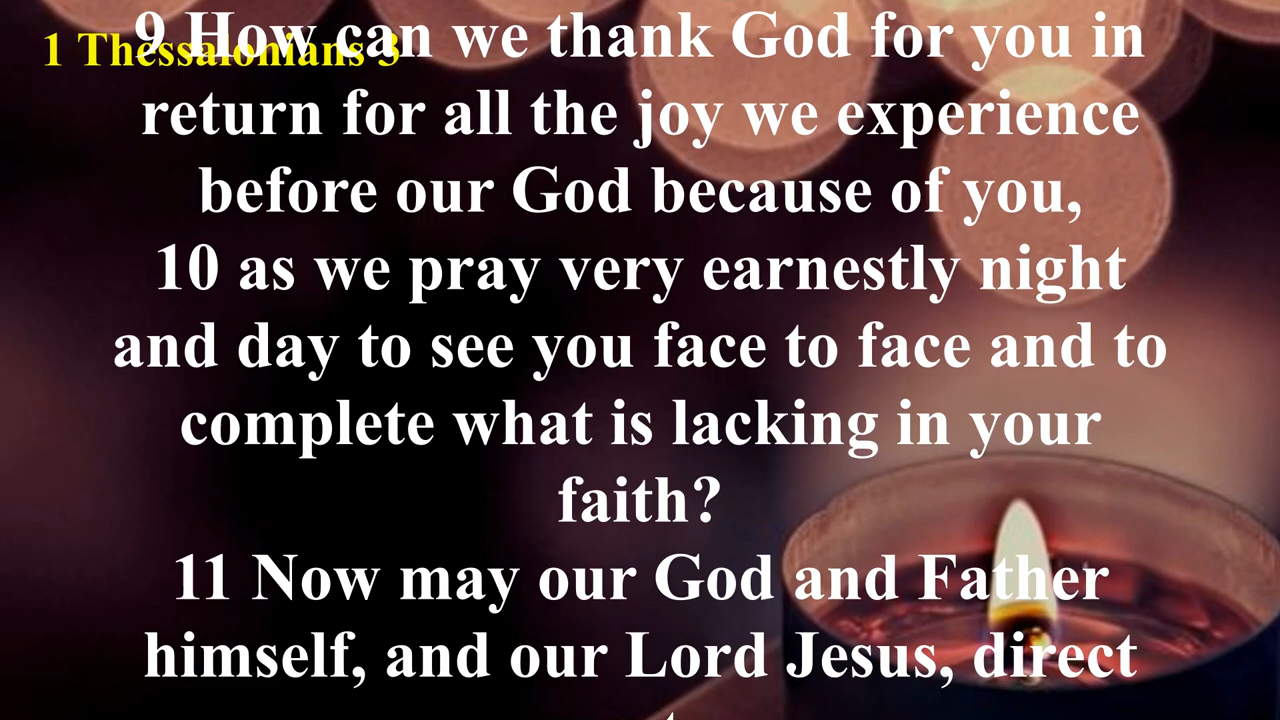 1 Thessalonians 3
9 How can we thank God for you in
return for all the joy we experience
before our God because of you,
10 as we pray very earnestly night
and day to see you face to face and to
complete what is lacking in your
faith?
11 Now may our God and Father
himself, and our Lord Jesus, direct